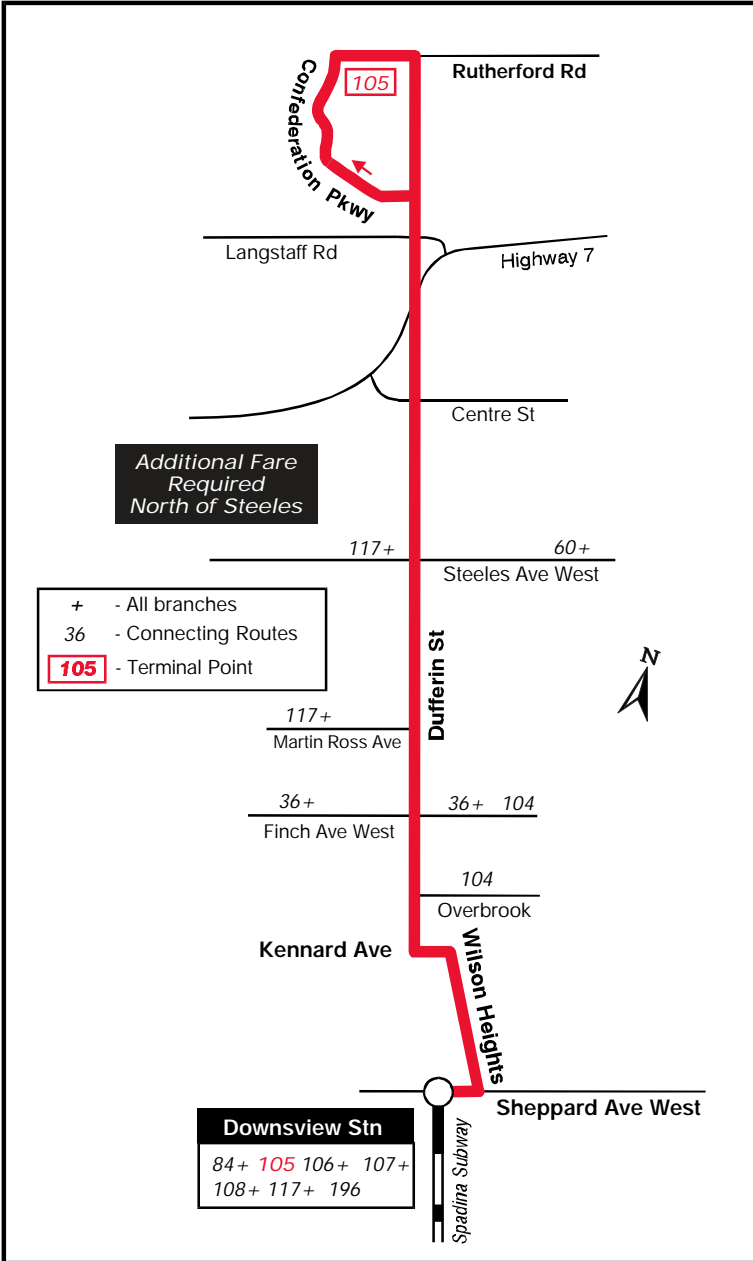 Rutherford Rd
105
Confederation Pkwy
Langstaff Rd
Highway 7
Centre St
Additional Fare
Required
North of Steeles
117+
60+
Steeles Ave West
+ - All branches
36 - Connecting Routes
105 - Terminal Point
Dufferin St
N
117+
Martin Ross Ave
36+
36+ 104
Finch Ave West
104
Overbrook
Kennard Ave
Wilson Heights
Sheppard Ave West
Downsview Stn
84+ 105 106+ 107+
108+ 117+ 196
Spadina Subway